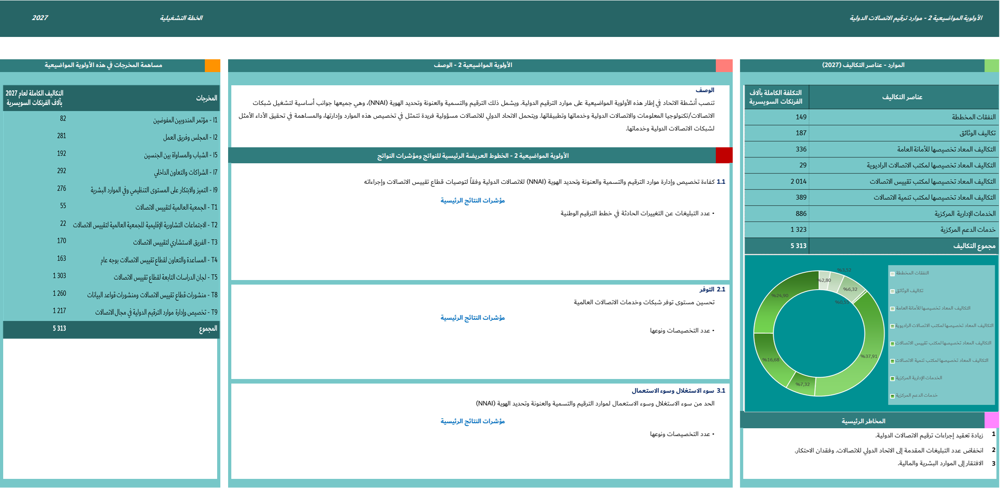 الأولوية المواضيعية 2 - موارد ترقيم الاتصالات الدولية
الخطة التشغيلية
2027
الموارد - عناصر التكاليف (2027)
عناصر التكاليف
التكلفة الكاملة بآلاف
الفرنكات السويسرية
النفقات المخططة 149
تكاليف الوثائق 187
التكاليف المعاد تخصيصها للأمانة العامة 336
التكاليف المعاد تخصيصها لمكتب الاتصالات الراديوية 29
التكاليف المعاد تخصيصها لمكتب تقييس الاتصالات 2 014
التكاليف المعاد تخصيصها لمكتب تنمية الاتصالات 389
الخدمات الإدارية المركزية 886
خدمات الدعم المركزية 1 323
مجموع التكاليف 5 313
النفقات المخططة
تكاليف الوثائق
التكاليف المعاد تخصيصها للأمانة العامة
التكاليف المعاد تخصيصها لمكتب الاتصالات الراديوية
التكاليف المعاد تخصيصها لمكتب تقييس الاتصالات
التكاليف المعاد تخصيصها لمكتب تنمية الاتصالات
الخدمات الإدارية المركزية
خدمات الدعم المركزية
%2,80
%3,52
%6,32
%0,55
%37,91
%7,32
%16,68
%24,90
المخاطر الرئيسية
1 زيادة تعقيد إجراءات ترقيم الاتصالات الدولية.
2 انخفاض عدد التبليغات المقدمة إلى الاتحاد الدولي للاتصالات. وفقدان الاحتكار.
3 الافتقار إلى الموارد البشرية والمالية.
الأولوية المواضيعية 2 - الوصف
الوصف
تنصب أنشطة الاتحاد في إطار هذه الأولوية المواضيعية على موارد الترقيم الدولية. ويشمل ذلك الترقيم والتسمية والعنونة وتحديد الهوية (NNAI)، وهي جميعها جوانب أساسية لتشغيل شبكات
الاتصالات/تكنولوجيا المعلومات والاتصالات الدولية وخدماتها وتطبيقاتها. ويتحمل الاتحاد الدولي للاتصالات مسؤولية فريدة تتمثل في تخصيص هذه الموارد وإدارتها، والمساهمة في تحقيق الأداء الأمثل
لشبكات الاتصالات الدولية وخدماتها.
الأولوية المواضيعية 2 - الخطوط العريضة الرئيسية للنواتج ومؤشرات النواتج
1.1 كفاءة تخصيص وإدارة موارد الترقيم والتسمية والعنونة وتحديد الهوية (NNAI) للاتصالات الدولية وفقاً لتوصيات قطاع تقييس الاتصالات وإجراءاته
مؤشرات النتائج الرئيسية
• عدد التبليغات عن التغييرات الحادثة في خطط الترقيم الوطنية
2.1 التوفر
تحسين مستوى توفر شبكات وخدمات الاتصالات العالمية
مؤشرات النتائج الرئيسية
• عدد التخصيصات ونوعها
3.1 سوء الاستغلال وسوء الاستعمال
الحد من سوء الاستغلال وسوء الاستعمال لموارد الترقيم والتسمية والعنونة وتحديد الهوية (NNAI)
مؤشرات النتائج الرئيسية
• عدد التخصيصات ونوعها
مساهمة المخرجات في هذه الأولوية المواضيعية
المخرجات
التكاليف الكاملة لعام 2027
بآلاف الفرنكات السويسرية
I1 - مؤتمر المندوبين المفوضين 82
I2 - المجلس وفريق العمل 281
I5 - الشباب والمساواة بين الجنسين 192
I7 - الشراكات والتعاون الداخلي 292
I9 - التميز والابتكار على المستوى التنظيمي وفي الموارد البشرية 276
T1 - الجمعية العالمية لتقييس الاتصالات 55
T2 - الاجتماعات التشاورية الإقليمية للجمعية العالمية لتقييس الاتصالات 22
T3 - الفريق الاستشاري لتقييس الاتصالات 170
T4 - المساعدة والتعاون لقطاع تقييس الاتصالات بوجه عام 163
T5 - لجان الدراسات التابعة لقطاع تقييس الاتصالات 1 303
T8 - منشورات قطاع تقييس الاتصالات ومنشورات قواعد البيانات 1 260
T9 - تخصيص وإدارة موارد الترقيم الدولية في مجال الاتصالات 1 217
المجموع 5 313